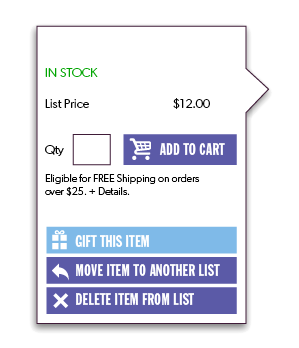 IN STOCK
List Price $12.00
Qty ADD TO CART
Eligible for FREE Shipping on orders
over $25. + Details.
GIFT THIS ITEM
MOVE ITEM TO ANOTHER LIST
DELETE ITEM FROM LIST